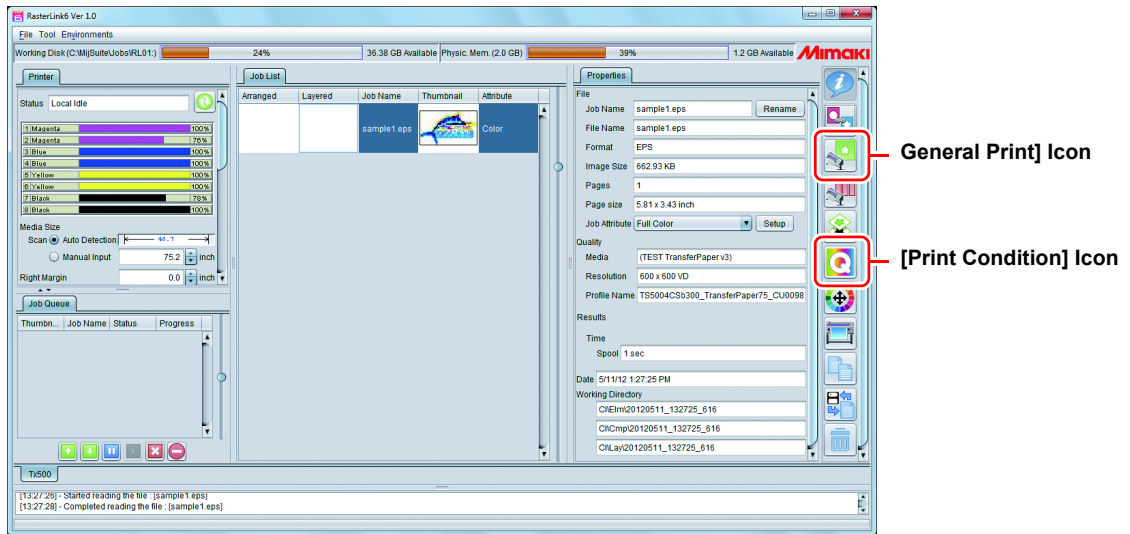 RasterLink6 Ver 1.0
File Tool Environments
Working Disk (C:\MijSuite\Jobs\RL01:) 24% 36.38 GB Available Physic. Mem. (2.0 GB) 39% 1.2 GB Available Mimaki
Printer
Status Local Idle
1 Magenta 100%
2 Magenta 76%
3 Blue 100%
4 Blue 100%
5 Yellow 100%
6 Yellow 100%
7 Black 78%
8 Black 100%
Media Size
Scan Auto Detection 48.7
Manual Input 75.2 inch
Right Margin 0.0 inch
Job Queue
Thumbn... Job Name Status Progress
Job List
Arranged Layered Job Name Thumbnail Attribute
sample1.eps Color
Properties
File
Job Name sample1.eps Rename
File Name sample1.eps
Format EPS
Image Size 662.93 KB
Pages 1
Page size 5.81 x 3.43 inch
Job Attribute Full Color Setup
Quality
Media (TEST TransferPaper v3)
Resolution 600 x 600 VD
Profile Name TS5004CSb300_TransferPaper75_CU0098
Results
Time
Spool 1 sec
Date 5/11/12 1:27:25 PM
Working Directory
C\\Elm\20120511_132725_616
C\\Cmp\20120511_132725_616
C\\Lay\20120511_132725_616
General Print] Icon
[Print Condition] Icon
Tx500
[13:27:26] - Started reading the file : [sample1.eps]
[13:27:28] - Completed reading the file : [sample1.eps]